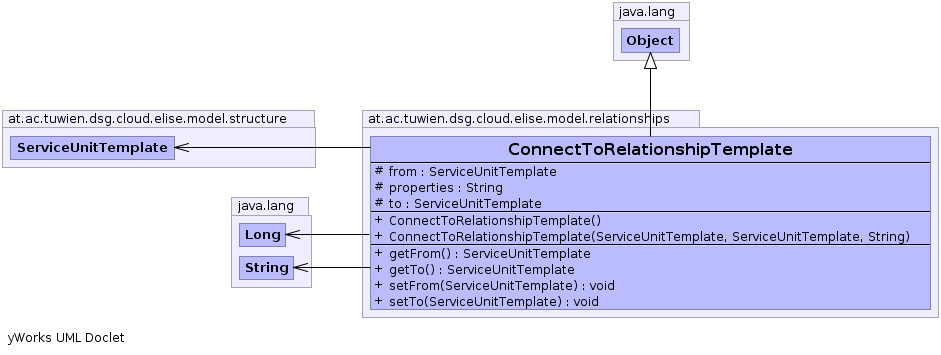 java.lang
Object
at.ac.tuwien.dsg.cloud.elise.model.structure
ServiceUnitTemplate
at.ac.tuwien.dsg.cloud.elise.model.relationships
ConnectToRelationshipTemplate
# from : ServiceUnitTemplate
# properties : String
# to : ServiceUnitTemplate
+ ConnectToRelationshipTemplate()
+ ConnectToRelationshipTemplate(ServiceUnitTemplate, ServiceUnitTemplate, String)
+ getFrom() : ServiceUnitTemplate
+ getTo() : ServiceUnitTemplate
+ setFrom(ServiceUnitTemplate) : void
+ setTo(ServiceUnitTemplate) : void
java.lang
Long
String
yWorks UML Doclet